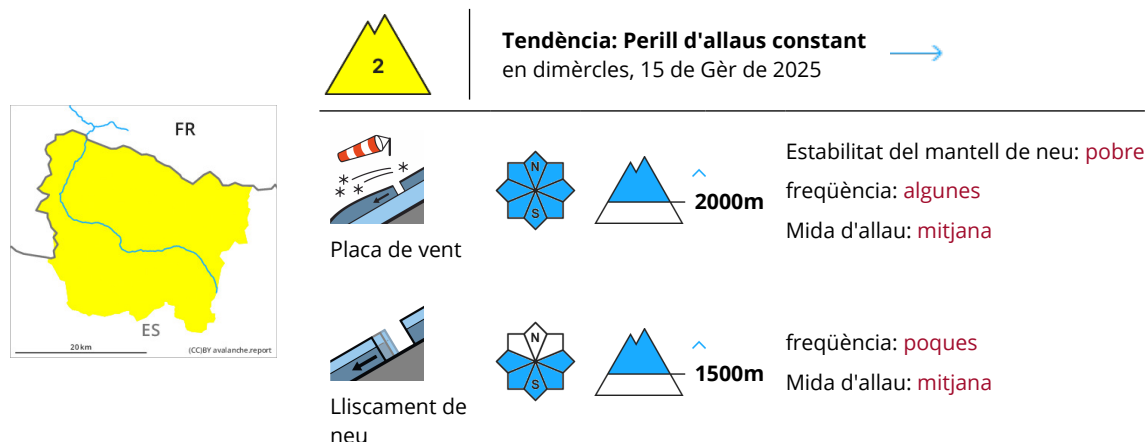 2
Tendència: Perill d'allaus constant
en dimècles, 15 de Gèr de 2025
FR
ES
20 km
(CC)BY avalanche.report
Placa de vent
N
S
2000m
Estabilitat del mantell de neu: pobre
freqüència: algunes
Mida d'allau: mitjana
Lliscament de
neu
N
S
1500m
freqüència: poques
Mida d'allau: mitjana